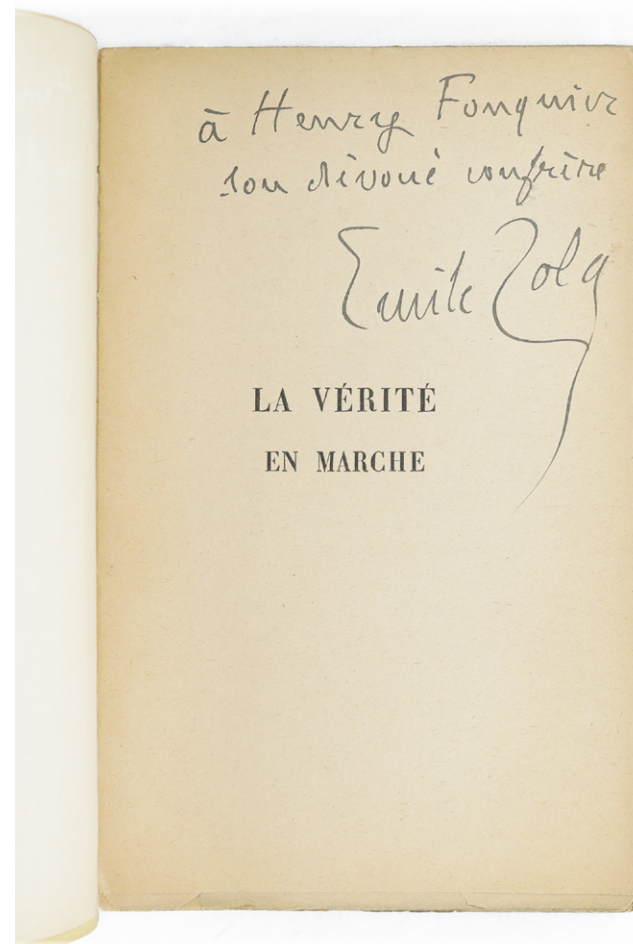 à Henry Fouquier
son dévoué confrère
Emile Zola
LA VÉRITÉ
EN MARCHE